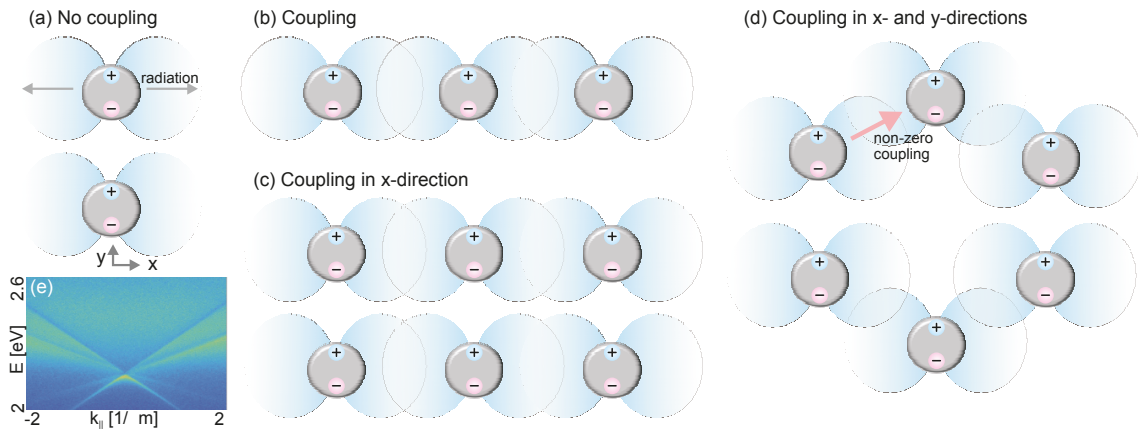 (a) No coupling
+
radiation
−
+
−
y
x
(b) Coupling
+ + +
− − −
(c) Coupling in x-direction
+ + +
− − −
+ + +
− − −
(d) Coupling in x- and y-directions
+
−
+
−
non-zero
coupling
+
−
+ +
− −
+
−
(e)
2.6
E [eV]
2
-2
k|| [1/ m]
2